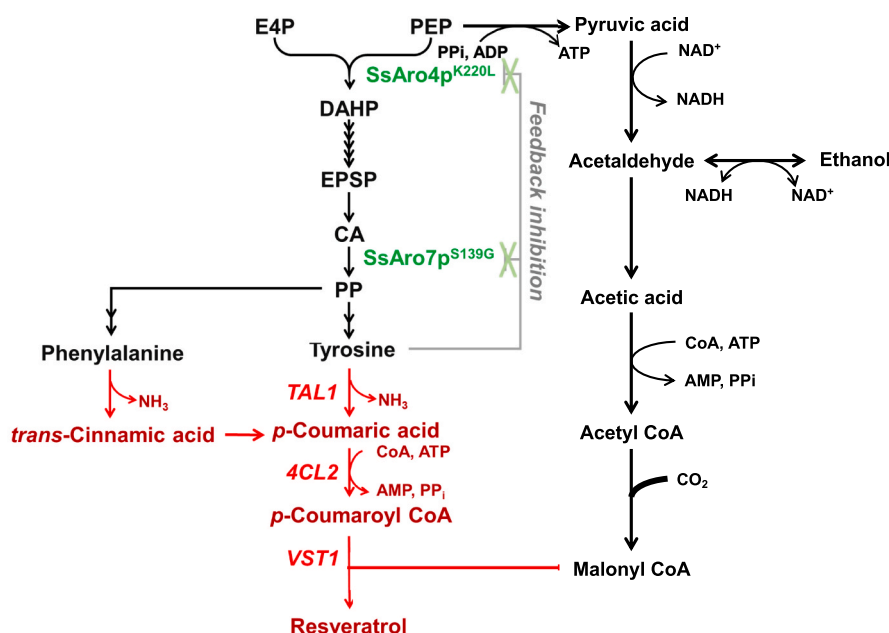 E4P
PEP
PPi, ADP
ATP
Pyruvic acid
NAD⁺
NADH
SsAro4pK220L
DAHP
Feedback inhibition
Acetaldehyde
Ethanol
NADH
NAD⁺
EPSP
CA
SsAro7pS139G
PP
Acetic acid
Phenylalanine
Tyrosine
CoA, ATP
AMP, PPi
NH₃
TAL1
NH₃
trans-Cinnamic acid
p-Coumaric acid
Acetyl CoA
CoA, ATP
4CL2
AMP, PPᵢ
CO₂
p-Coumaroyl CoA
VST1
Malonyl CoA
Resveratrol